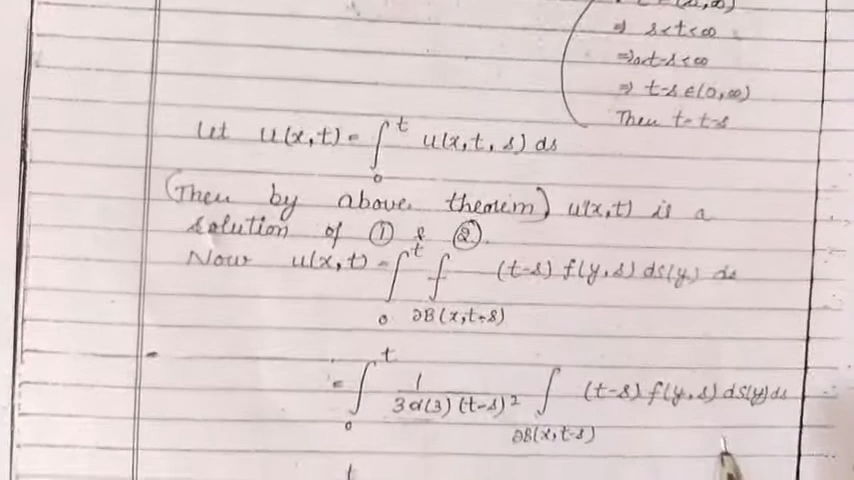 ⇒ s<t<∞
⇒ 0<t-s<∞
⇒ t-s ∈(0,∞)
Then t= t-s
Let u(x,t) = ∫₀ᵗ u(x,t,s) ds
(Then by above theorem) u(x,t) is a
solution of ① & ②.
Now u(x,t) = ∫₀ᵗ ⨍_∂B(x,t-s) (t-s) f(y,s) ds(y) ds
= ∫₀ᵗ 1/(3α(3)(t-s)²) ∫_∂B(x,t-s) (t-s) f(y,s) ds(y) ds
t